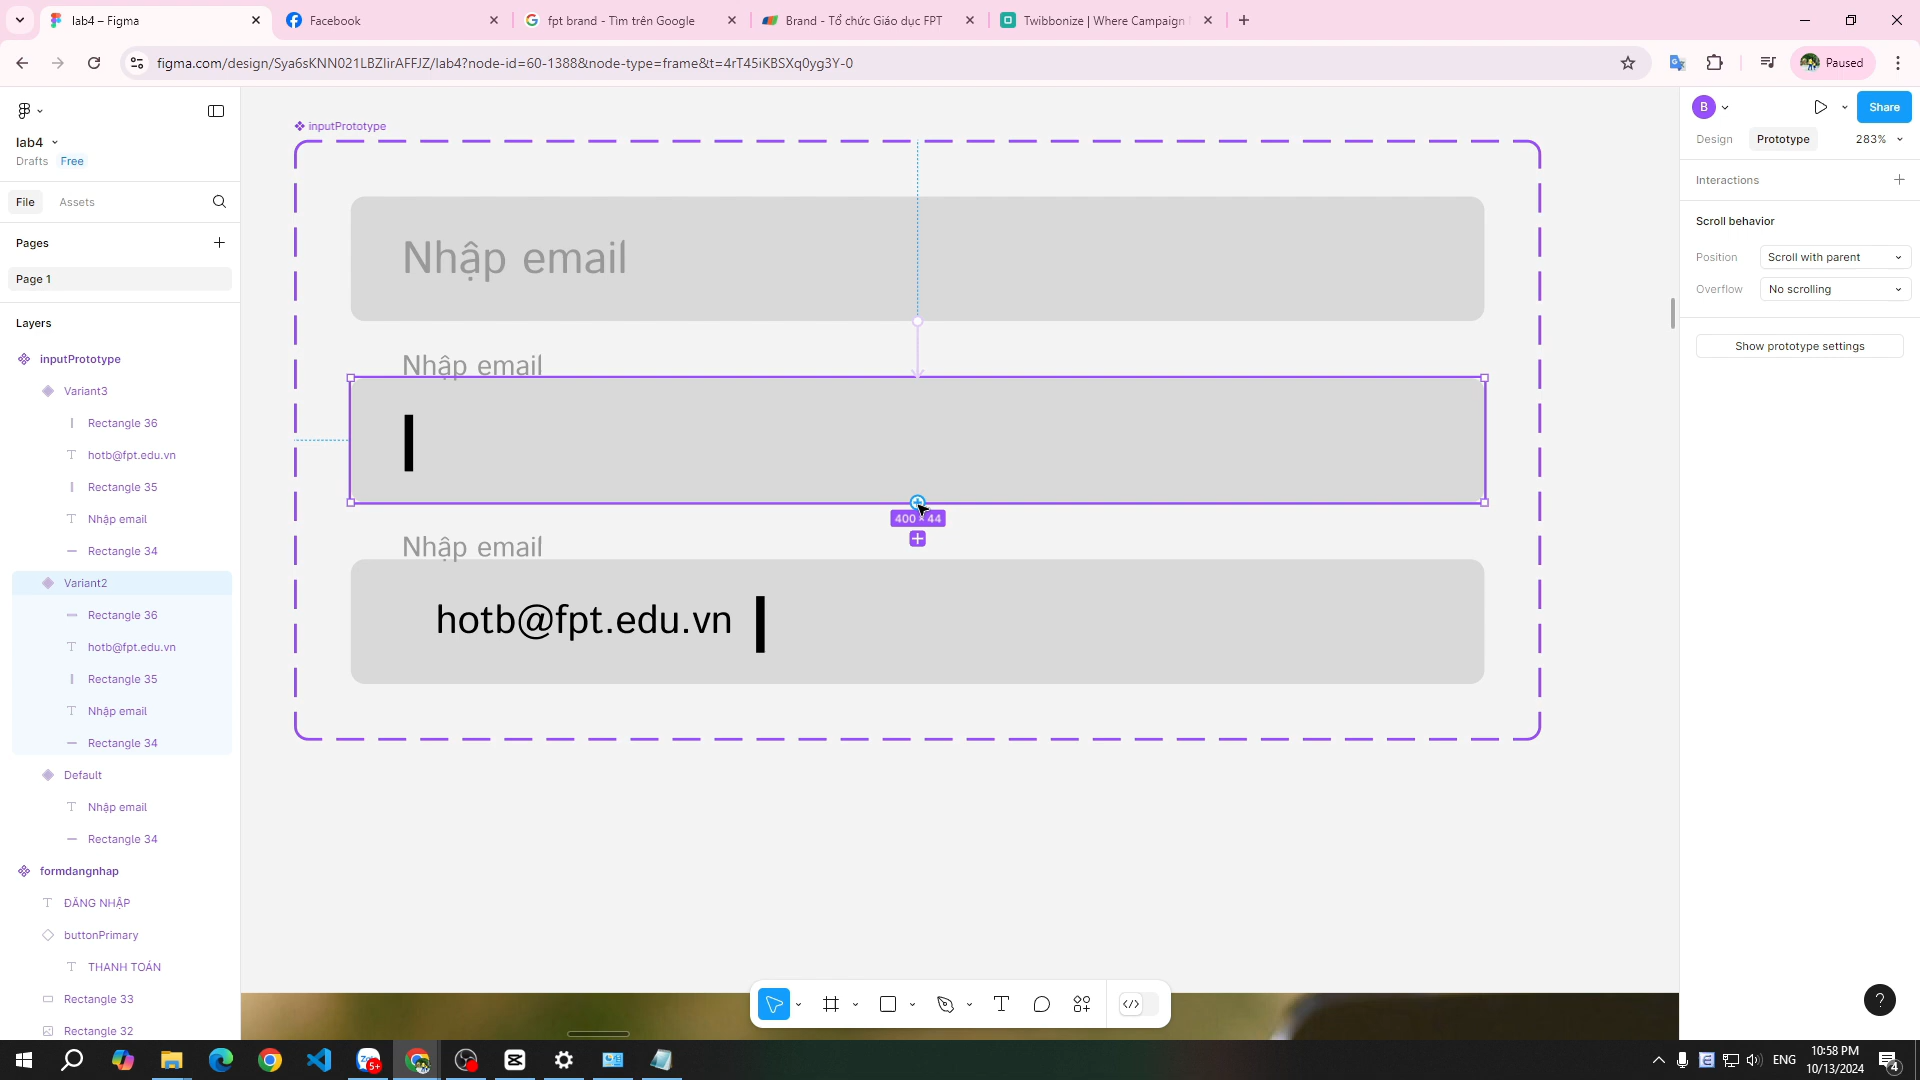 lab4 – Figma
Facebook
fpt brand - Tìm trên Google
Brand - Tổ chức Giáo dục FPT
Twibbonize | Where Campaign
figma.com/design/Sya6sKNN021LBZlirAFFJZ/lab4?node-id=60-1388&node-type=frame&t=4rT45iKBSXq0yg3Y-0
Paused
lab4
Drafts Free
File Assets
Pages
Page 1
Layers
inputPrototype
Variant3
Rectangle 36
hotb@fpt.edu.vn
Rectangle 35
Nhập email
Rectangle 34
Variant2
Rectangle 36
hotb@fpt.edu.vn
Rectangle 35
Nhập email
Rectangle 34
Default
Nhập email
Rectangle 34
formdangnhap
ĐĂNG NHẬP
buttonPrimary
THANH TOÁN
Rectangle 33
Rectangle 32
inputPrototype
Nhập email
Nhập email
400 × 44
Nhập email
hotb@fpt.edu.vn
B
Share
Design Prototype 283%
Interactions
Scroll behavior
Position Scroll with parent
Overflow No scrolling
Show prototype settings
?
Zalo
5+
ENG
10:58 PM
10/13/2024
4